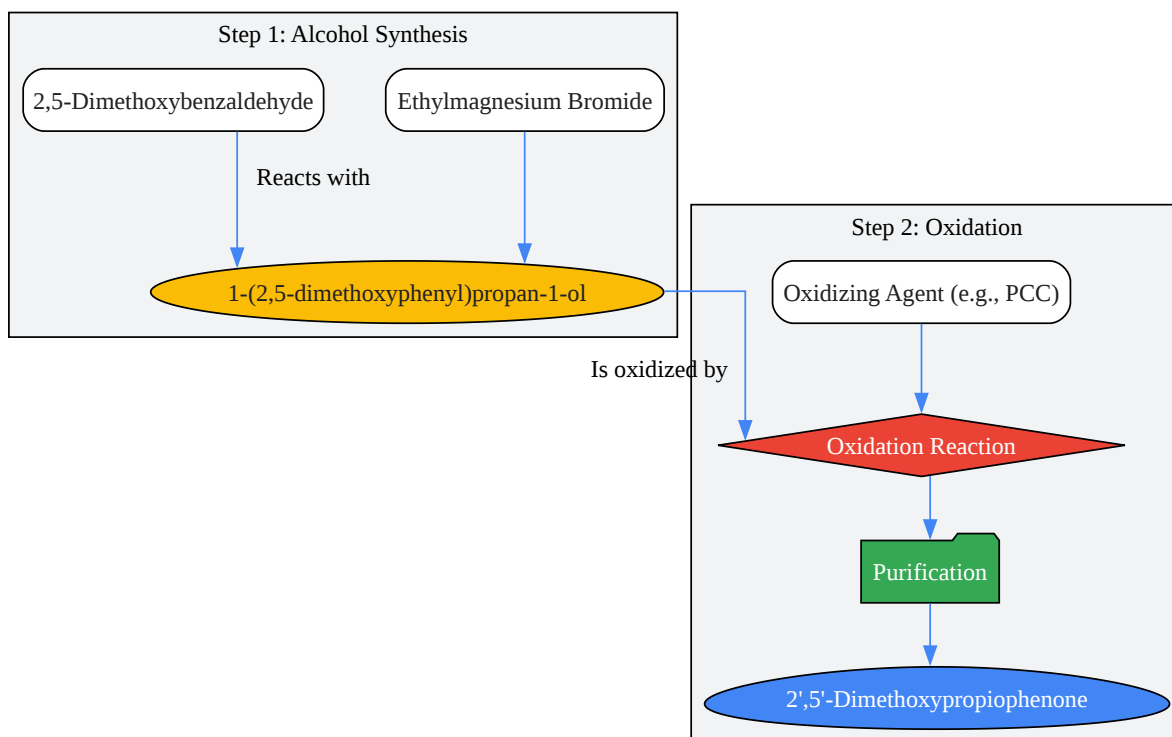 Step 1: Alcohol Synthesis
2,5-Dimethoxybenzaldehyde
Ethylmagnesium Bromide
Reacts with
1-(2,5-dimethoxyphenyl)propan-1-ol
Is oxidized by
Step 2: Oxidation
Oxidizing Agent (e.g., PCC)
Oxidation Reaction
Purification
2',5'-Dimethoxypropiophenone